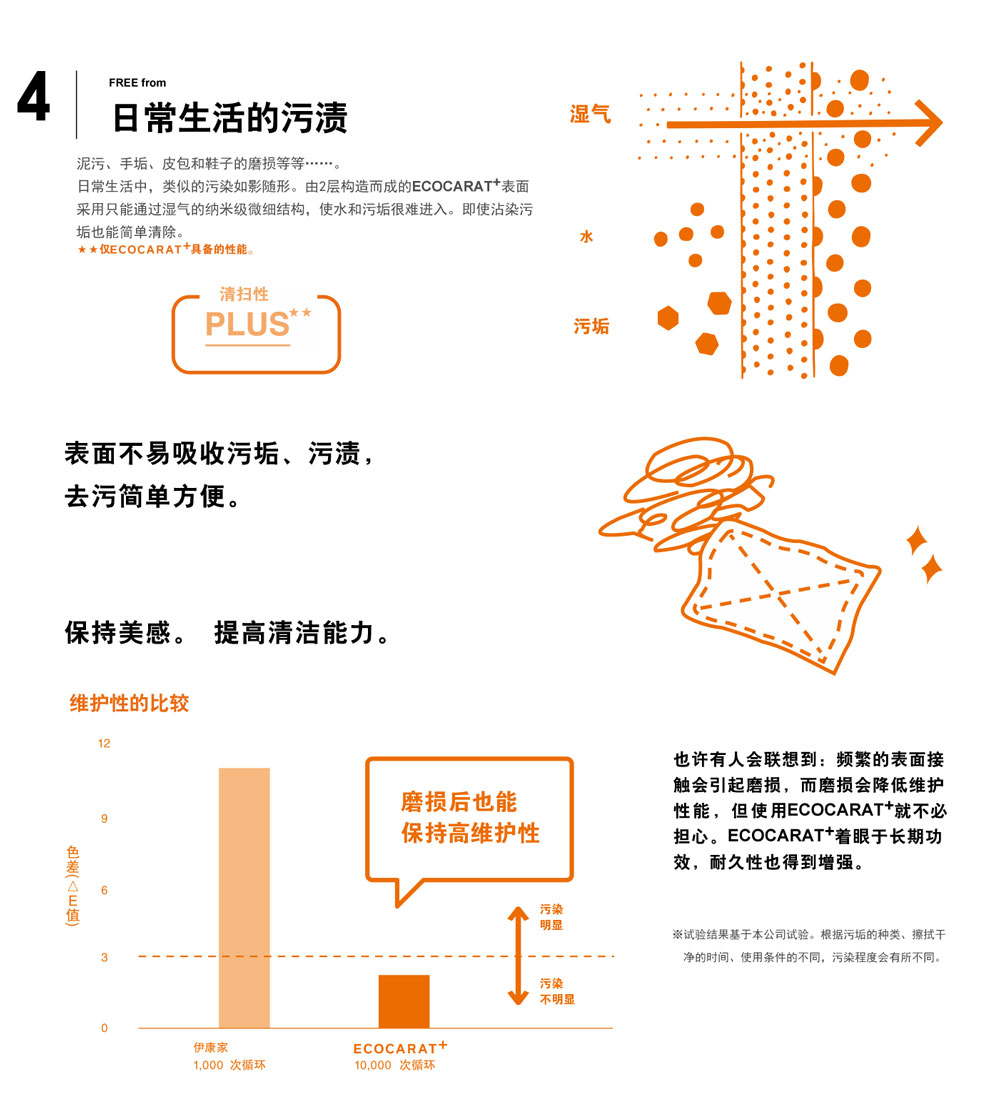 4
FREE from
日常生活的污渍
泥污、手垢、皮包和鞋子的磨损等等……。
日常生活中，类似的污染如影随形。由2层构造而成的ECOCARAT+表面
采用只能通过湿气的纳米级微细结构，使水和污垢很难进入。即使沾染污
垢也能简单清除。
★★仅ECOCARAT+具备的性能。
清扫性
PLUS★★
湿气
水
污垢
表面不易吸收污垢、污渍，
去污简单方便。
保持美感。 提高清洁能力。
维护性的比较
12
9
6
3
0
色差(△E值)
磨损后也能
保持高维护性
污染
明显
污染
不明显
伊康家
1,000 次循环
ECOCARAT+
10,000 次循环
也许有人会联想到：频繁的表面接
触会引起磨损，而磨损会降低维护
性能，但使用ECOCARAT+就不必
担心。ECOCARAT+着眼于长期功
效，耐久性也得到增强。
※试验结果基于本公司试验。根据污垢的种类、擦拭干
净的时间、使用条件的不同，污染程度会有所不同。